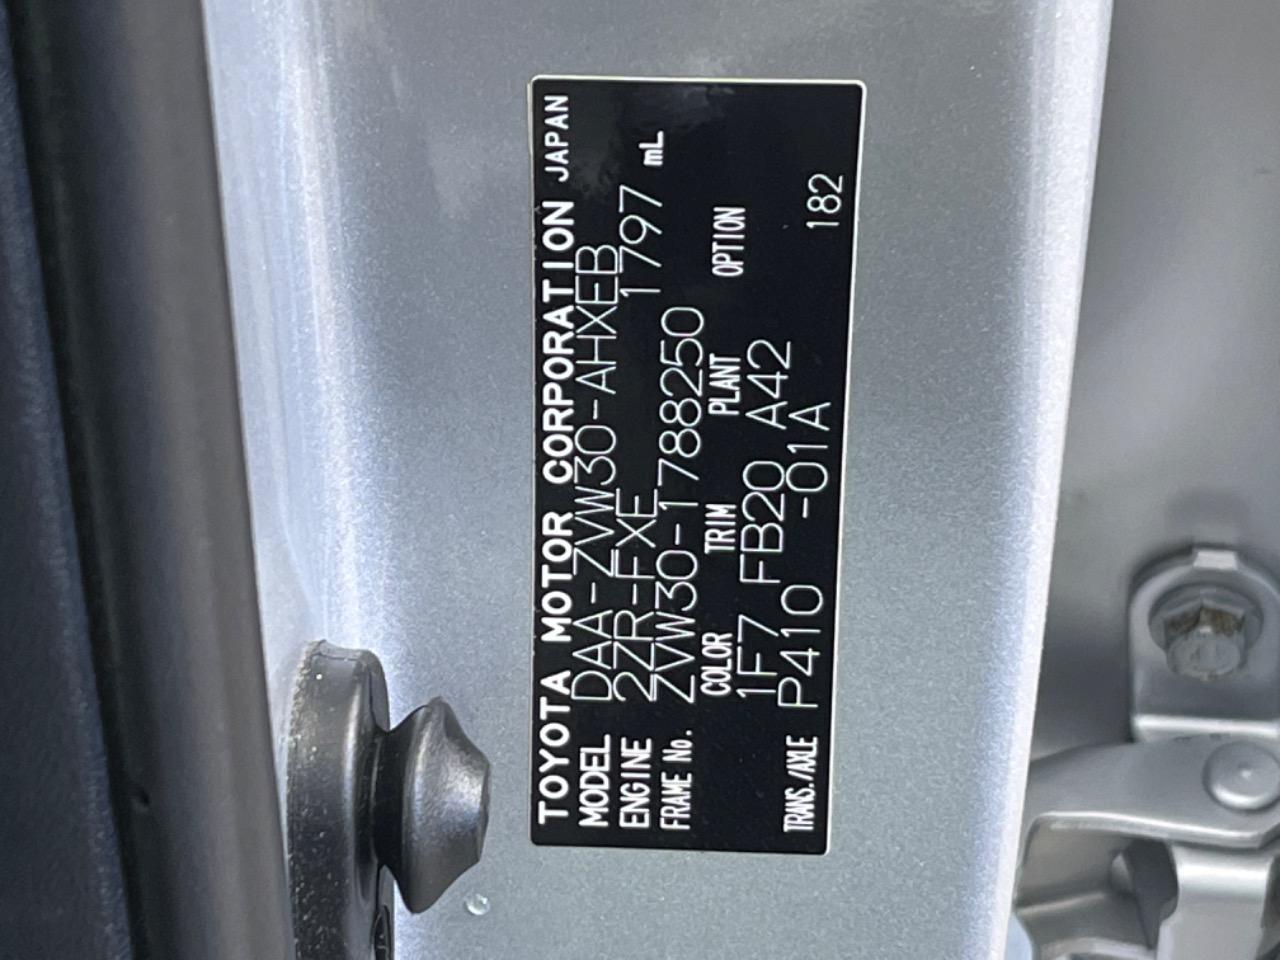 TOYOTA MOTOR CORPORATION JAPAN
MODEL DAA-ZVW30-AHXEB
ENGINE 2ZR-FXE 1797 mL
FRAME No. ZVW30-1788250
COLOR TRIM PLANT OPTION
1F7 FB20 A42
TRANS./AXLE P410 -01A 182